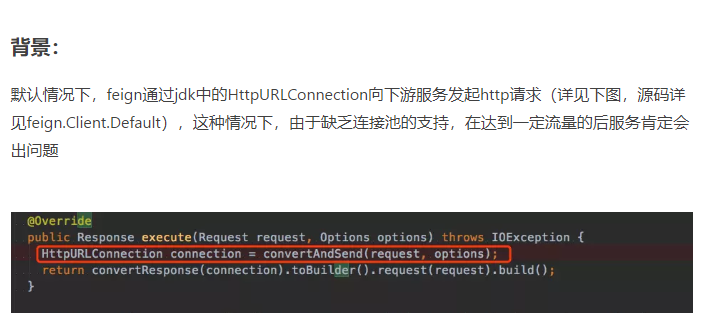 背景：
默认情况下，feign通过jdk中的HttpURLConnection向下游服务发起http请求（详见下图，源码详
见feign.Client.Default），这种情况下，由于缺乏连接池的支持，在达到一定流量的后服务肯定会
出问题
@Override
public Response execute(Request request, Options options) throws IOException {
HttpURLConnection connection = convertAndSend(request, options);
return convertResponse(connection).toBuilder().request(request).build();
}